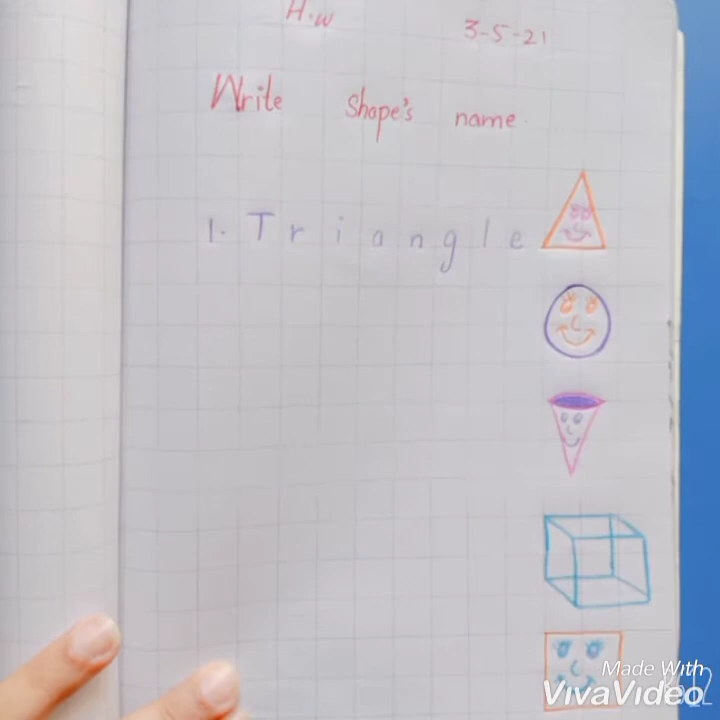 H.w 3-5-21
Write Shape's name.
1. Triangle
Made With
VivaVideo